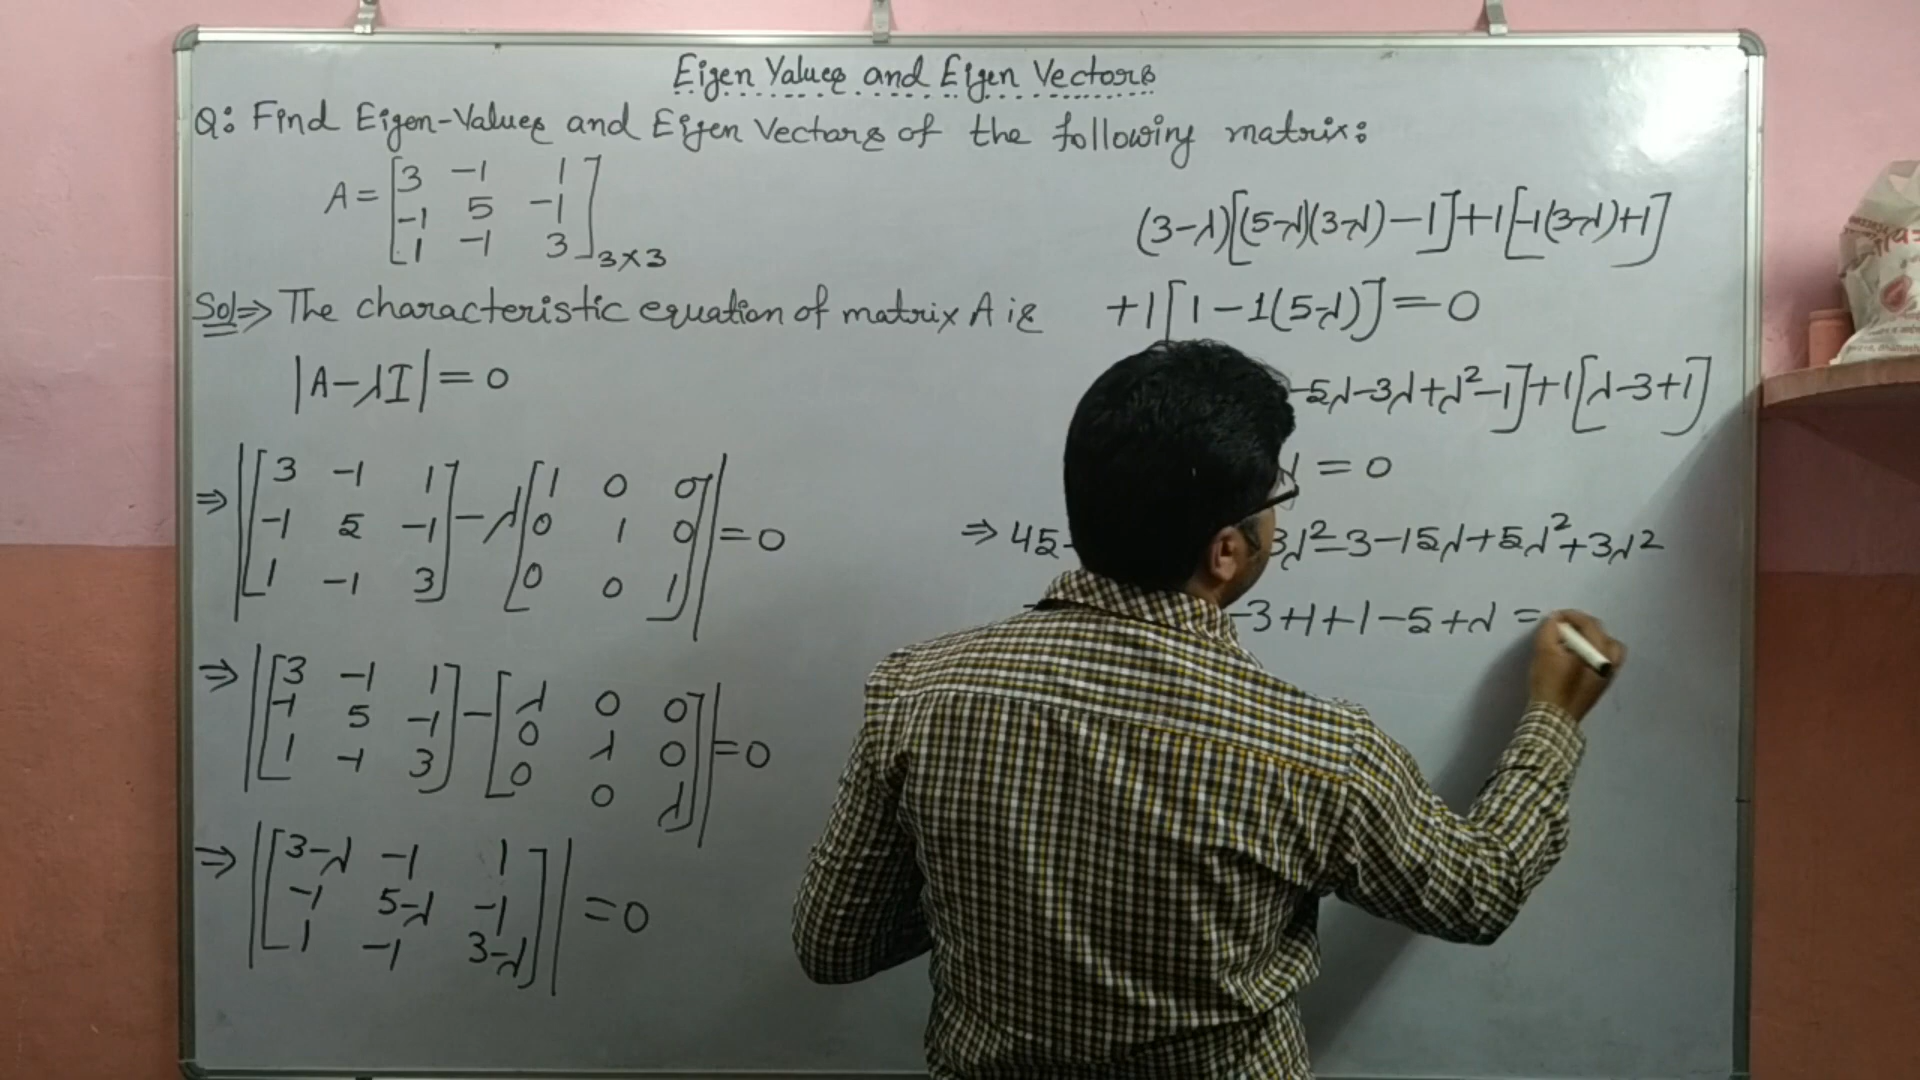 Eigen Values and Eigen Vectors
Q: Find Eigen-Values and Eigen Vectors of the following matrix:
A = [3 -1 1
-1 5 -1
1 -1 3]3×3
Sol⇒ The characteristic equation of matrix A is
|A-λI| = 0
⇒ |[3 -1 1
-1 5 -1
1 -1 3] - λ[1 0 0
0 1 0
0 0 1]| = 0
⇒ |[3 -1 1
-1 5 -1
1 -1 3] - [λ 0 0
0 λ 0
0 0 λ]| = 0
⇒ |[3-λ -1 1
-1 5-λ -1
1 -1 3-λ]| = 0
(3-λ)[(5-λ)(3-λ)-1]+1[-1(3-λ)+1]
+1[1-1(5-λ)] = 0
-5λ-3λ+λ²-1]+1[λ-3+1]
λ = 0
⇒ 45- 3λ²-3-15λ+5λ²+3λ²
-3+1+1-5+λ =